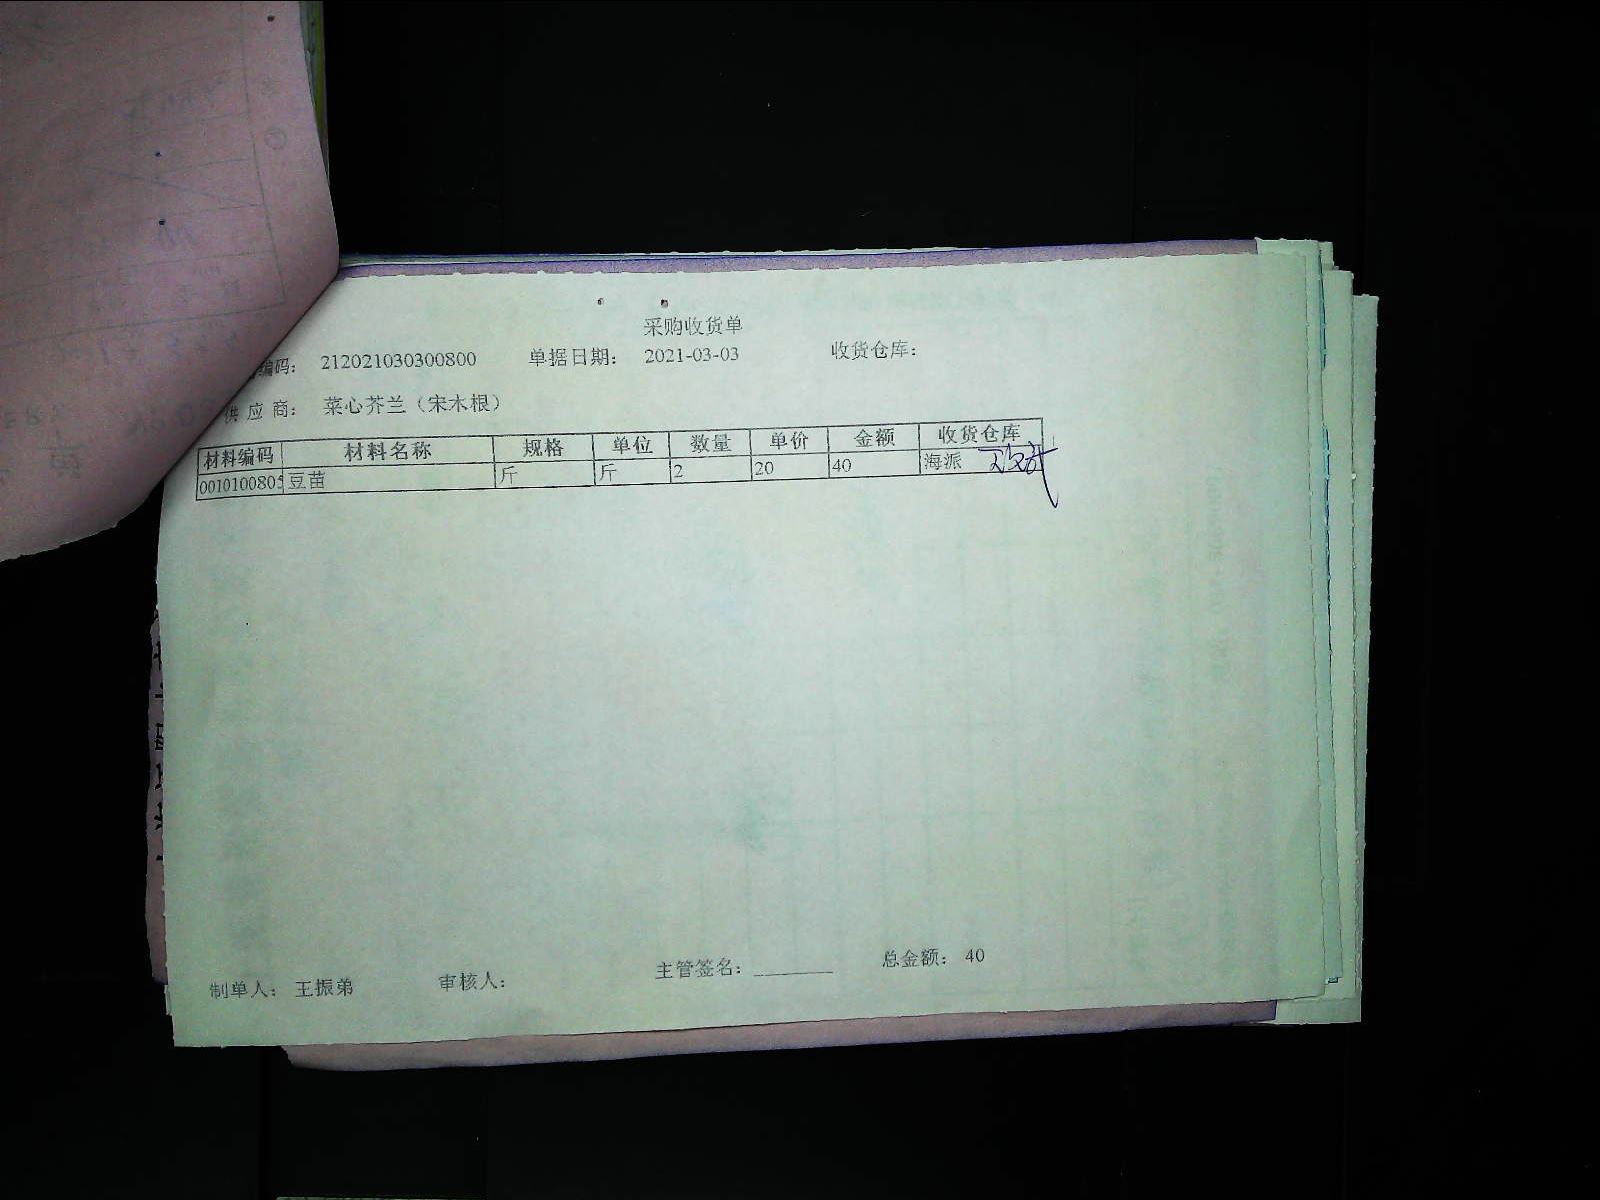 采购收货单
编码： 212021030300800 单据日期： 2021-03-03 收货仓库：
供应商： 菜心芥兰（宋木根）
材料编码 材料名称 规格 单位 数量 单价 金额 收货仓库
0010100805 豆苗 斤 斤 2 20 40 海派
制单人： 王振弟 审核人： 主管签名： ________ 总金额： 40